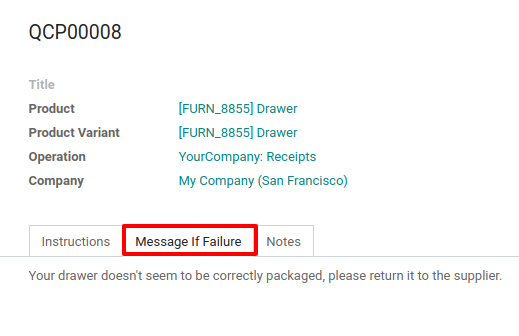 QCP00008
Title
Product [FURN_8855] Drawer
Product Variant [FURN_8855] Drawer
Operation YourCompany: Receipts
Company My Company (San Francisco)
Instructions Message If Failure Notes
Your drawer doesn't seem to be correctly packaged, please return it to the supplier.